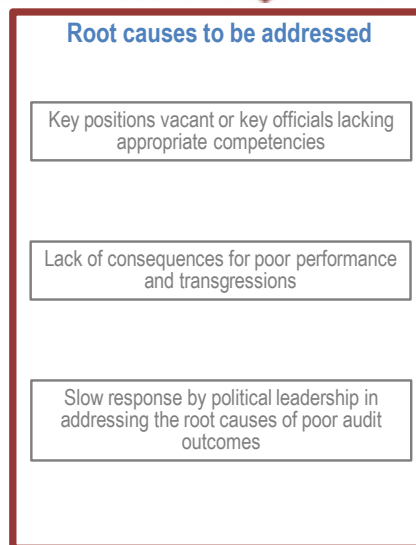 Root causes to be addressed
Key positions vacant or key officials lacking
appropriate competencies
Lack of consequences for poor performance
and transgressions
Slow response by political leadership in
addressing the root causes of poor audit
outcomes